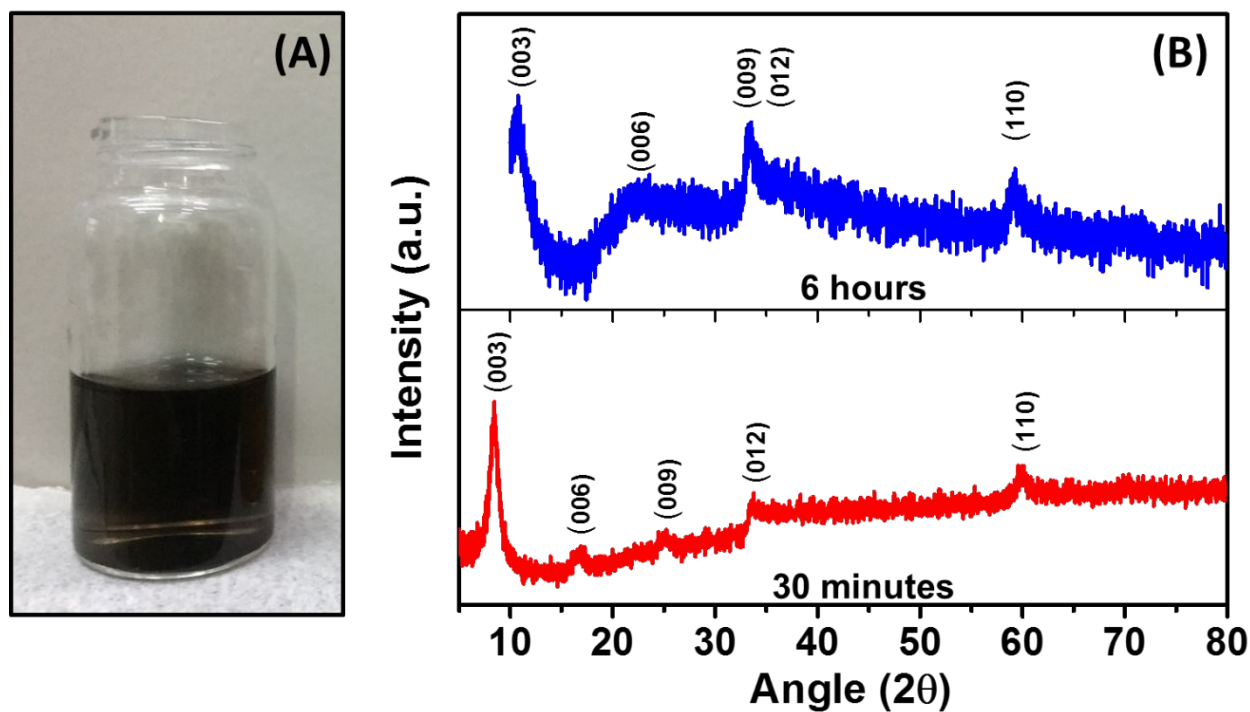 (A)
(B)
Intensity (a.u.)
(003)
(006)
(009)
(012)
(110)
6 hours
(003)
(006)
(009)
(012)
(110)
30 minutes
10 20 30 40 50 60 70 80
Angle (2θ)